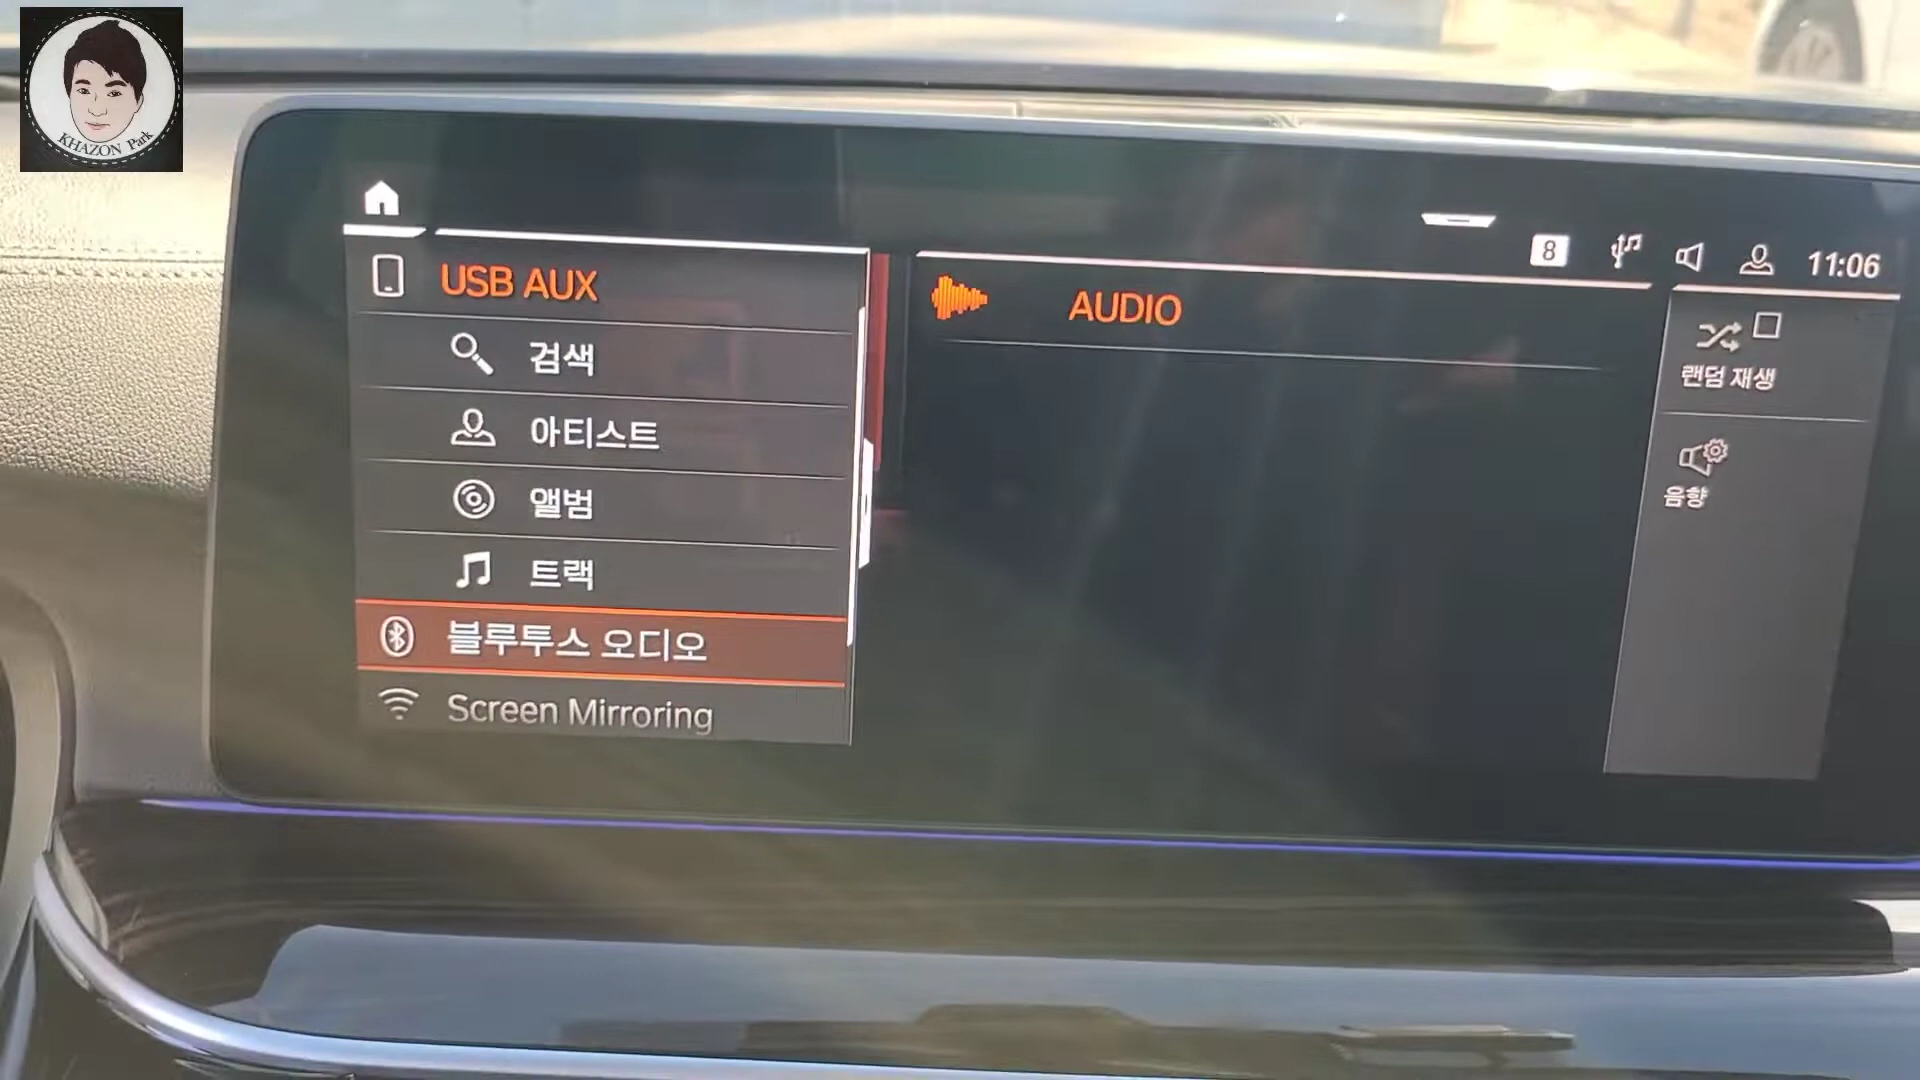 KHAZON Park
8
11:06
USB AUX
검색
아티스트
앨범
트랙
블루투스 오디오
Screen Mirroring
AUDIO
랜덤 재생
음향